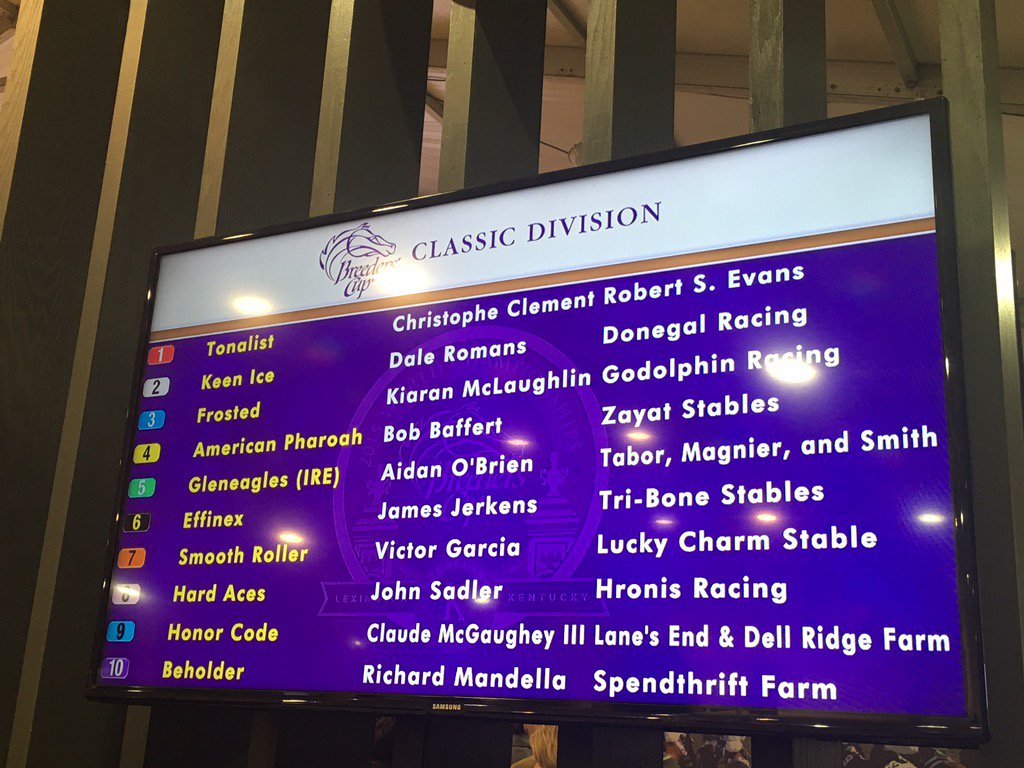 Breeders' Cup CLASSIC DIVISION
1 Tonalist Christophe Clement Robert S. Evans
2 Keen Ice Dale Romans Donegal Racing
3 Frosted Kiaran McLaughlin Godolphin Racing
4 American Pharoah Bob Baffert Zayat Stables
5 Gleneagles (IRE) Aidan O'Brien Tabor, Magnier, and Smith
6 Effinex James Jerkens Tri-Bone Stables
7 Smooth Roller Victor Garcia Lucky Charm Stable
8 Hard Aces John Sadler Hronis Racing
9 Honor Code Claude McGaughey III Lane's End & Dell Ridge Farm
10 Beholder Richard Mandella Spendthrift Farm
KENTUCKY
SAMSUNG